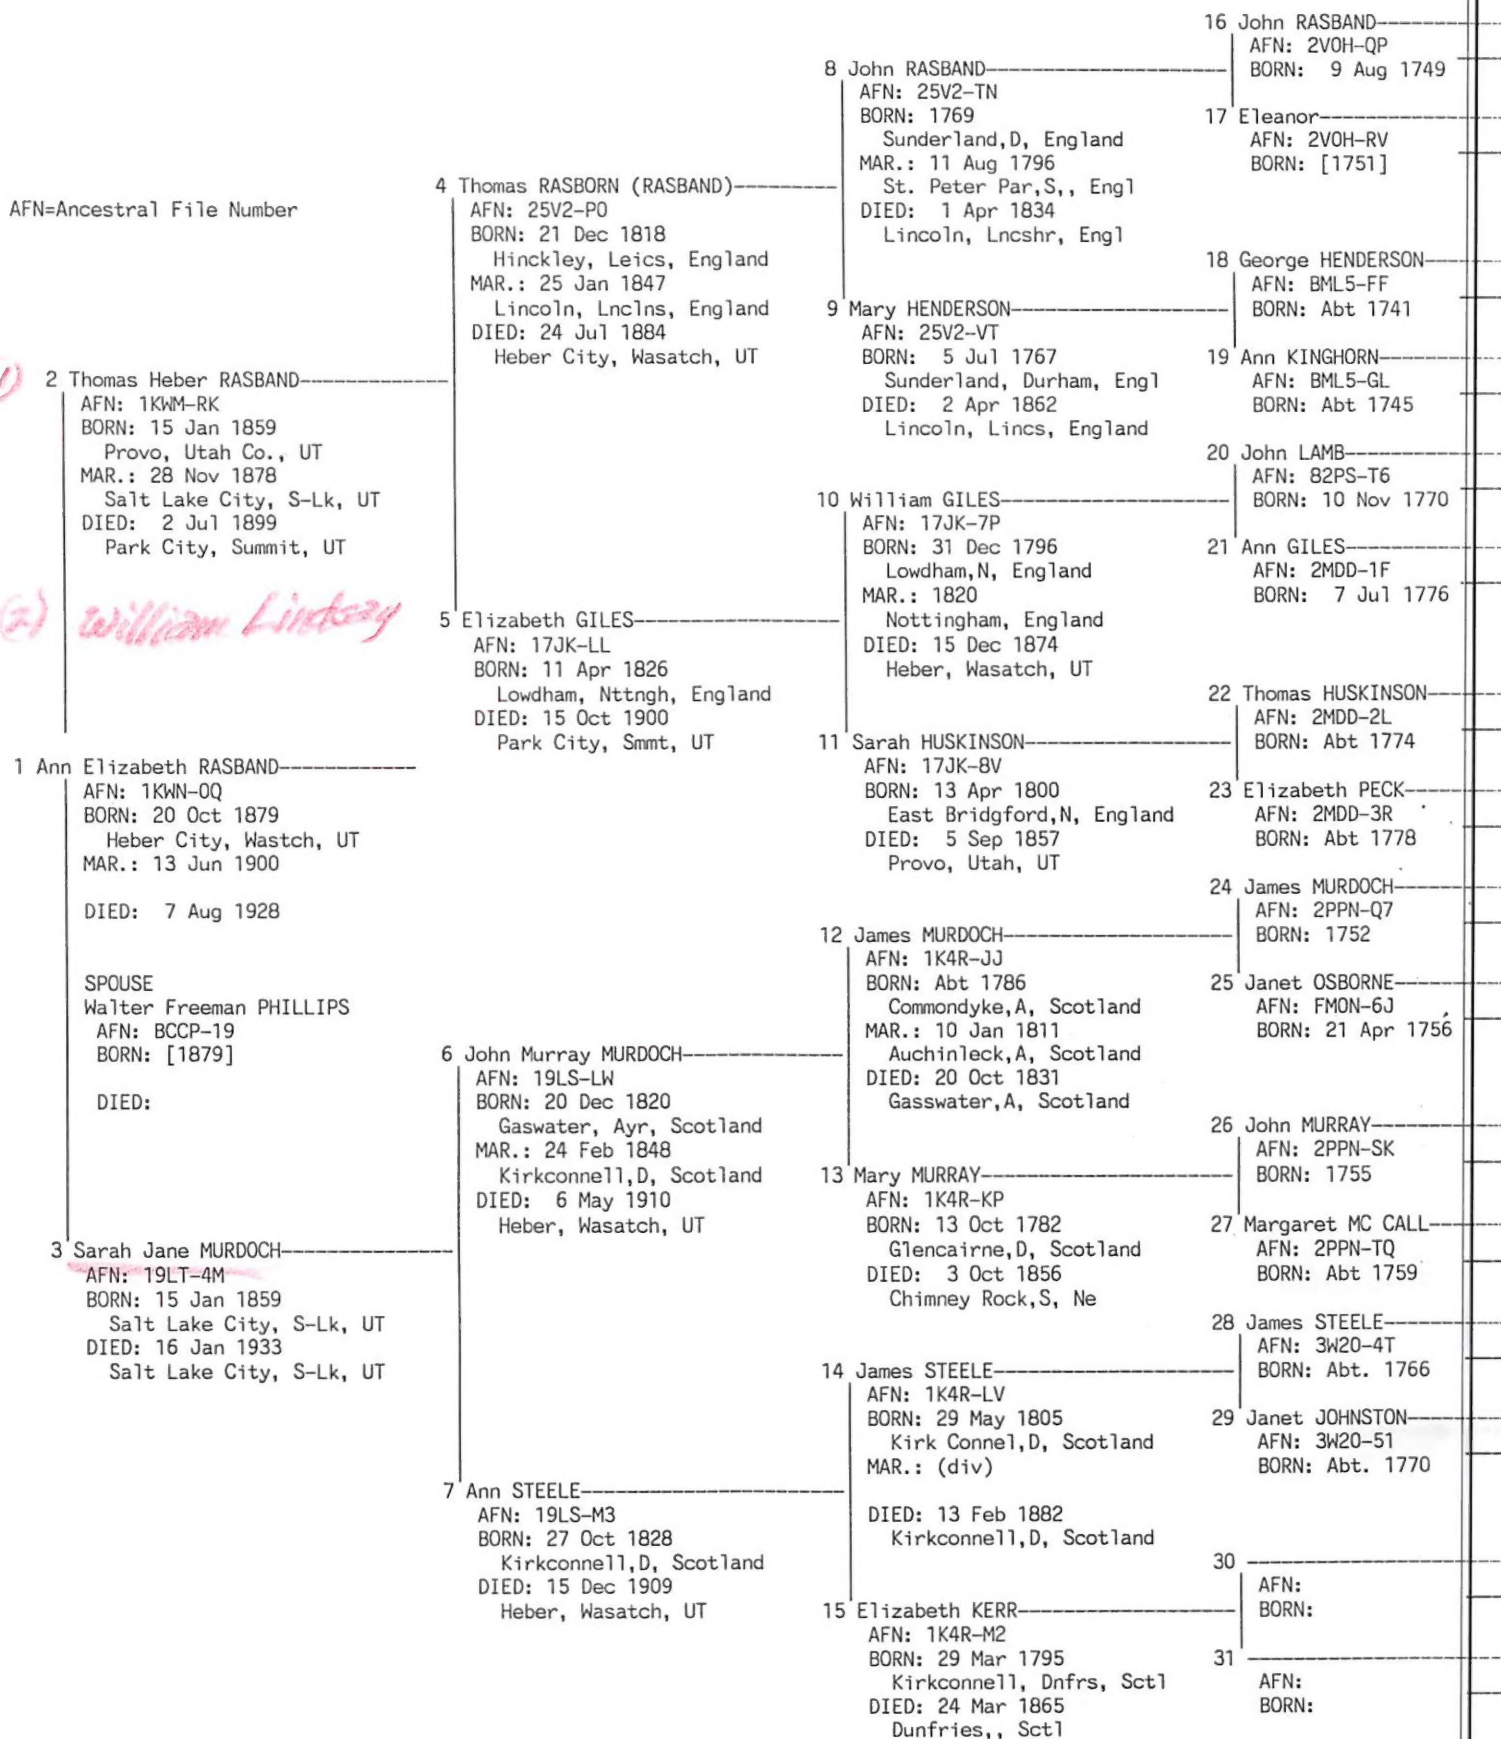 AFN=Ancestral File Number
1 Ann Elizabeth RASBAND
AFN: 1KWN-0Q
BORN: 20 Oct 1879
Heber City, Wastch, UT
MAR.: 13 Jun 1900
DIED: 7 Aug 1928
SPOUSE
Walter Freeman PHILLIPS
AFN: BCCP-19
BORN: [1879]
DIED:
1)
2 Thomas Heber RASBAND
AFN: 1KWM-RK
BORN: 15 Jan 1859
Provo, Utah Co., UT
MAR.: 28 Nov 1878
Salt Lake City, S-Lk, UT
DIED: 2 Jul 1899
Park City, Summit, UT
(2) William Lindsay
3 Sarah Jane MURDOCH
AFN: 19LT-4M
BORN: 15 Jan 1859
Salt Lake City, S-Lk, UT
DIED: 16 Jan 1933
Salt Lake City, S-Lk, UT
4 Thomas RASBORN (RASBAND)
AFN: 25V2-P0
BORN: 21 Dec 1818
Hinckley, Leics, England
MAR.: 25 Jan 1847
Lincoln, Lnclns, England
DIED: 24 Jul 1884
Heber City, Wasatch, UT
5 Elizabeth GILES
AFN: 17JK-LL
BORN: 11 Apr 1826
Lowdham, Nttngh, England
DIED: 15 Oct 1900
Park City, Smmt, UT
6 John Murray MURDOCH
AFN: 19LS-LW
BORN: 20 Dec 1820
Gaswater, Ayr, Scotland
MAR.: 24 Feb 1848
Kirkconnell,D, Scotland
DIED: 6 May 1910
Heber, Wasatch, UT
7 Ann STEELE
AFN: 19LS-M3
BORN: 27 Oct 1828
Kirkconnell,D, Scotland
DIED: 15 Dec 1909
Heber, Wasatch, UT
8 John RASBAND
AFN: 25V2-TN
BORN: 1769
Sunderland,D, England
MAR.: 11 Aug 1796
St. Peter Par,S,, Engl
DIED: 1 Apr 1834
Lincoln, Lncshr, Engl
9 Mary HENDERSON
AFN: 25V2-VT
BORN: 5 Jul 1767
Sunderland, Durham, Engl
DIED: 2 Apr 1862
Lincoln, Lincs, England
10 William GILES
AFN: 17JK-7P
BORN: 31 Dec 1796
Lowdham,N, England
MAR.: 1820
Nottingham, England
DIED: 15 Dec 1874
Heber, Wasatch, UT
11 Sarah HUSKINSON
AFN: 17JK-8V
BORN: 13 Apr 1800
East Bridgford,N, England
DIED: 5 Sep 1857
Provo, Utah, UT
12 James MURDOCH
AFN: 1K4R-JJ
BORN: Abt 1786
Commondyke,A, Scotland
MAR.: 10 Jan 1811
Auchinleck,A, Scotland
DIED: 20 Oct 1831
Gasswater,A, Scotland
13 Mary MURRAY
AFN: 1K4R-KP
BORN: 13 Oct 1782
Glencairne,D, Scotland
DIED: 3 Oct 1856
Chimney Rock,S, Ne
14 James STEELE
AFN: 1K4R-LV
BORN: 29 May 1805
Kirk Connel,D, Scotland
MAR.: (div)
DIED: 13 Feb 1882
Kirkconnell,D, Scotland
15 Elizabeth KERR
AFN: 1K4R-M2
BORN: 29 Mar 1795
Kirkconnell, Dnfrs, Sctl
DIED: 24 Mar 1865
Dunfries,, Sctl
16 John RASBAND
AFN: 2V0H-QP
BORN: 9 Aug 1749
17 Eleanor
AFN: 2V0H-RV
BORN: [1751]
18 George HENDERSON
AFN: BML5-FF
BORN: Abt 1741
19 Ann KINGHORN
AFN: BML5-GL
BORN: Abt 1745
20 John LAMB
AFN: 82PS-T6
BORN: 10 Nov 1770
21 Ann GILES
AFN: 2MDD-1F
BORN: 7 Jul 1776
22 Thomas HUSKINSON
AFN: 2MDD-2L
BORN: Abt 1774
23 Elizabeth PECK
AFN: 2MDD-3R
BORN: Abt 1778
24 James MURDOCH
AFN: 2PPN-Q7
BORN: 1752
25 Janet OSBORNE
AFN: FM0N-6J
BORN: 21 Apr 1756
26 John MURRAY
AFN: 2PPN-SK
BORN: 1755
27 Margaret MC CALL
AFN: 2PPN-TQ
BORN: Abt 1759
28 James STEELE
AFN: 3W20-4T
BORN: Abt. 1766
29 Janet JOHNSTON
AFN: 3W20-51
BORN: Abt. 1770
30
AFN:
BORN:
31
AFN:
BORN: